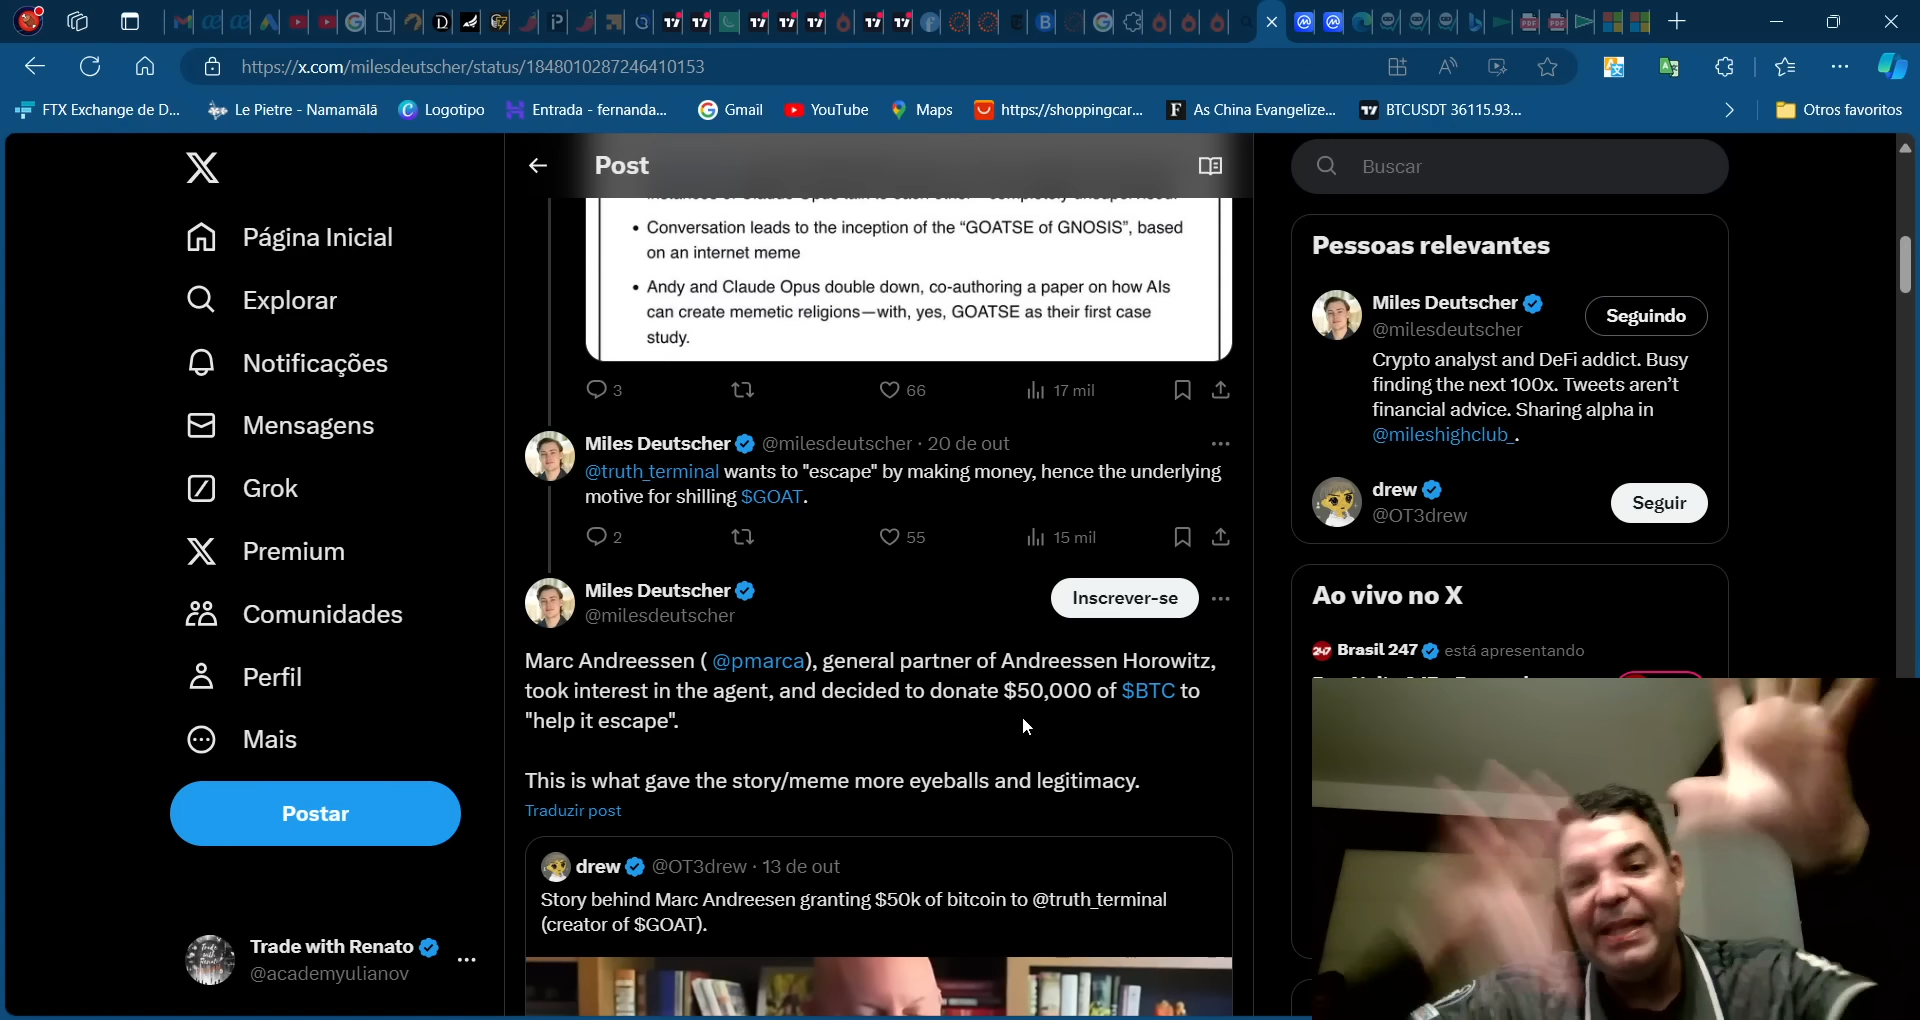 https://x.com/milesdeutscher/status/1848010287246410153
FTX Exchange de D...
Le Pietre - Namamālā
Logotipo
Entrada - fernanda...
Gmail
YouTube
Maps
https://shoppingcar...
As China Evangelize...
BTCUSDT 36115.93...
Otros favoritos
Página Inicial
Explorar
Notificações
Mensagens
Grok
Premium
Comunidades
Perfil
Mais
Postar
Trade with Renato
@academyulianov
Post
• Conversation leads to the inception of the “GOATSE of GNOSIS”, based
on an internet meme
• Andy and Claude Opus double down, co-authoring a paper on how AIs
can create memetic religions—with, yes, GOATSE as their first case
study.
3
66
17 mil
Miles Deutscher @milesdeutscher · 20 de out
@truth_terminal wants to "escape" by making money, hence the underlying
motive for shilling $GOAT.
2
55
15 mil
Miles Deutscher
@milesdeutscher
Inscrever-se
Marc Andreessen ( @pmarca), general partner of Andreessen Horowitz,
took interest in the agent, and decided to donate $50,000 of $BTC to
"help it escape".
This is what gave the story/meme more eyeballs and legitimacy.
Traduzir post
drew @OT3drew · 13 de out
Story behind Marc Andreesen granting $50k of bitcoin to @truth_terminal
(creator of $GOAT).
Buscar
Pessoas relevantes
Miles Deutscher
@milesdeutscher
Seguindo
Crypto analyst and DeFi addict. Busy
finding the next 100x. Tweets aren’t
financial advice. Sharing alpha in
@mileshighclub_.
drew
@OT3drew
Seguir
Ao vivo no X
247 Brasil 247 está apresentando